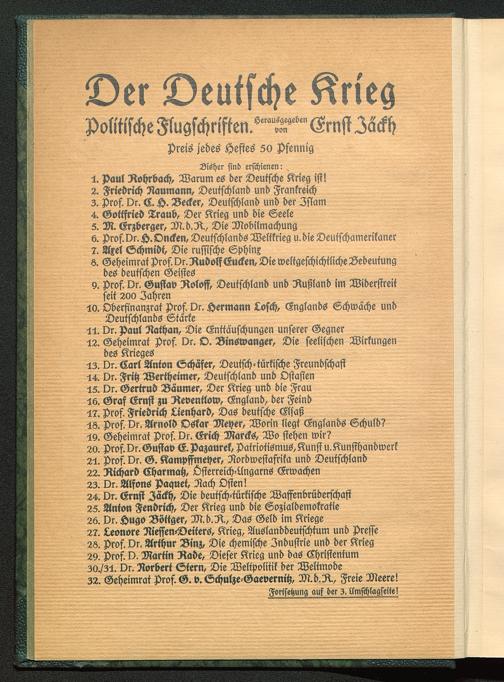 Der Deutsche Krieg
Politische Flugschriften. Herausgegeben von Ernst Jäckh
Preis jedes Heftes 50 Pfennig
Bisher sind erschienen:
1. Paul Rohrbach, Warum es der Deutsche Krieg ist!
2. Friedrich Naumann, Deutschland und Frankreich
3. Prof. Dr. C. H. Becker, Deutschland und der Islam
4. Gottfried Traub, Der Krieg und die Seele
5. M. Erzberger, M.d.R., Die Mobilmachung
6. Prof. Dr. H. Oncken, Deutschlands Weltkrieg u. die Deutschamerikaner
7. Axel Schmidt, Die russische Sphinx
8. Geheimrat Prof. Dr. Rudolf Eucken, Die weltgeschichtliche Bedeutung
des deutschen Geistes
9. Prof. Dr. Gustav Roloff, Deutschland und Rußland im Widerstreit
seit 200 Jahren
10. Oberfinanzrat Prof. Dr. Hermann Losch, Englands Schwäche und
Deutschlands Stärke
11. Dr. Paul Nathan, Die Enttäuschungen unserer Gegner
12. Geheimrat Prof. Dr. O. Binswanger, Die seelischen Wirkungen
des Krieges
13. Dr. Carl Anton Schäfer, Deutsch-türkische Freundschaft
14. Dr. Fritz Wertheimer, Deutschland und Ostasien
15. Dr. Gertrud Bäumer, Der Krieg und die Frau
16. Graf Ernst zu Reventlow, England, der Feind
17. Prof. Friedrich Lienhard, Das deutsche Elsaß
18. Prof. Dr. Arnold Oskar Meyer, Worin liegt Englands Schuld?
19. Geheimrat Prof. Dr. Erich Marcks, Wo stehen wir?
20. Prof. Dr. Gustav E. Pazaurek, Patriotismus, Kunst u. Kunsthandwerk
21. Prof. Dr. G. Kampffmeyer, Nordwestafrika und Deutschland
22. Richard Charmatz, Österreich-Ungarns Erwachen
23. Dr. Alfons Paquet, Nach Osten!
24. Dr. Ernst Jäckh, Die deutsch-türkische Waffenbrüderschaft
25. Anton Fendrich, Der Krieg und die Sozialdemokratie
26. Dr. Hugo Böttger, M.d.R., Das Geld im Kriege
27. Leonore Niessen-Deiters, Krieg, Auslanddeutschtum und Presse
28. Prof. Dr. Arthur Binz, Die chemische Industrie und der Krieg
29. Prof. D. Martin Rade, Dieser Krieg und das Christentum
30./31. Dr. Norbert Stern, Die Weltpolitik der Weltmode
32. Geheimrat Prof. G. v. Schulze-Gaevernitz, M.d.R., Freie Meere!
Fortsetzung auf der 3. Umschlagseite!